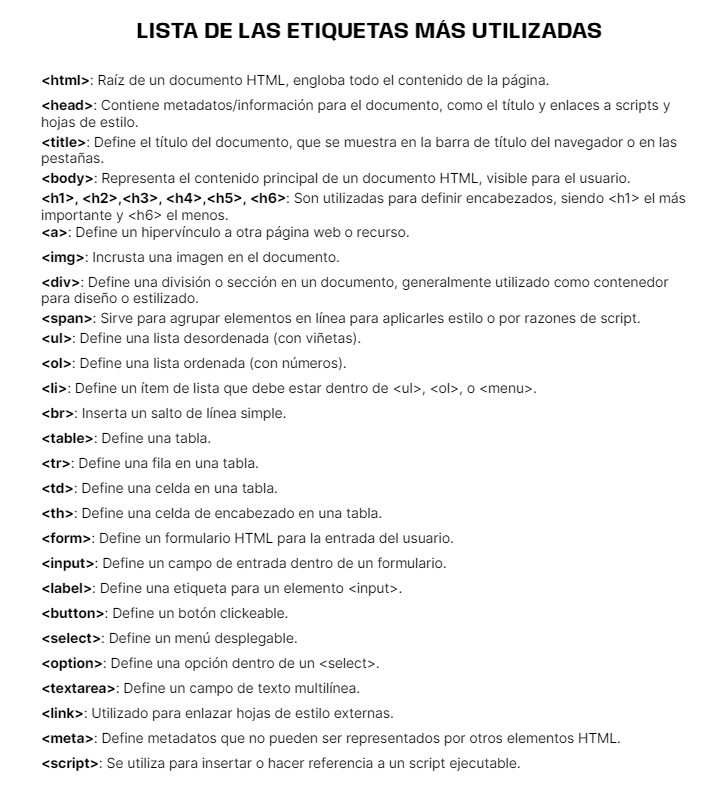 LISTA DE LAS ETIQUETAS MÁS UTILIZADAS
<html>: Raíz de un documento HTML, engloba todo el contenido de la página.
<head>: Contiene metadatos/información para el documento, como el título y enlaces a scripts y
hojas de estilo.
<title>: Define el título del documento, que se muestra en la barra de título del navegador o en las
pestañas.
<body>: Representa el contenido principal de un documento HTML, visible para el usuario.
<h1>, <h2>,<h3>, <h4>,<h5>, <h6>: Son utilizadas para definir encabezados, siendo <h1> el más
importante y <h6> el menos.
<a>: Define un hipervínculo a otra página web o recurso.
<img>: Incrusta una imagen en el documento.
<div>: Define una división o sección en un documento, generalmente utilizado como contenedor
para diseño o estilizado.
<span>: Sirve para agrupar elementos en línea para aplicarles estilo o por razones de script.
<ul>: Define una lista desordenada (con viñetas).
<ol>: Define una lista ordenada (con números).
<li>: Define un ítem de lista que debe estar dentro de <ul>, <ol>, o <menu>.
<br>: Inserta un salto de línea simple.
<table>: Define una tabla.
<tr>: Define una fila en una tabla.
<td>: Define una celda en una tabla.
<th>: Define una celda de encabezado en una tabla.
<form>: Define un formulario HTML para la entrada del usuario.
<input>: Define un campo de entrada dentro de un formulario.
<label>: Define una etiqueta para un elemento <input>.
<button>: Define un botón clickeable.
<select>: Define un menú desplegable.
<option>: Define una opción dentro de un <select>.
<textarea>: Define un campo de texto multilínea.
<link>: Utilizado para enlazar hojas de estilo externas.
<meta>: Define metadatos que no pueden ser representados por otros elementos HTML.
<script>: Se utiliza para insertar o hacer referencia a un script ejecutable.